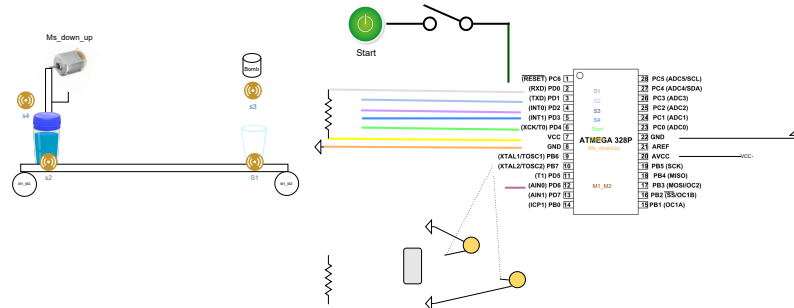 Ms_down_up
Start
Bomb
s3
s4
s2
S1
M1_M2
M1_M2
(RESET) PC6 1
(RXD) PD0 2
(TXD) PD1 3
(INT0) PD2 4
(INT1) PD3 5
(XCK/T0) PD4 6
VCC 7
GND 8
(XTAL1/TOSC1) PB6 9
(XTAL2/TOSC2) PB7 10
(T1) PD5 11
(AIN0) PD6 12
(AIN1) PD7 13
(ICP1) PB0 14
S1
S2
S3
S4
Start
ATMEGA 328P
M1_M2
28 PC5 (ADC5/SCL)
27 PC4 (ADC4/SDA)
26 PC3 (ADC3)
25 PC2 (ADC2)
24 PC1 (ADC1)
23 PC0 (ADC0)
22 GND
21 AREF
20 AVCC
VCC-
19 PB5 (SCK)
18 PB4 (MISO)
17 PB3 (MOSI/OC2)
16 PB2 (SS/OC1B)
15 PB1 (OC1A)